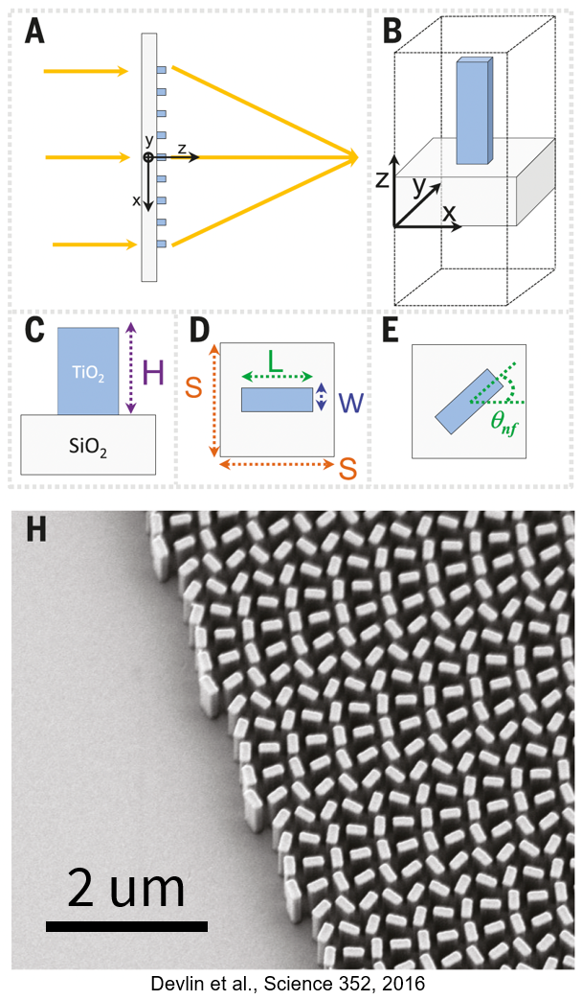 A
B
y
z
x
z
y
x
C
D
E
TiO₂
H
SiO₂
L
S
W
S
θnf
H
2 um
Devlin et al., Science 352, 2016